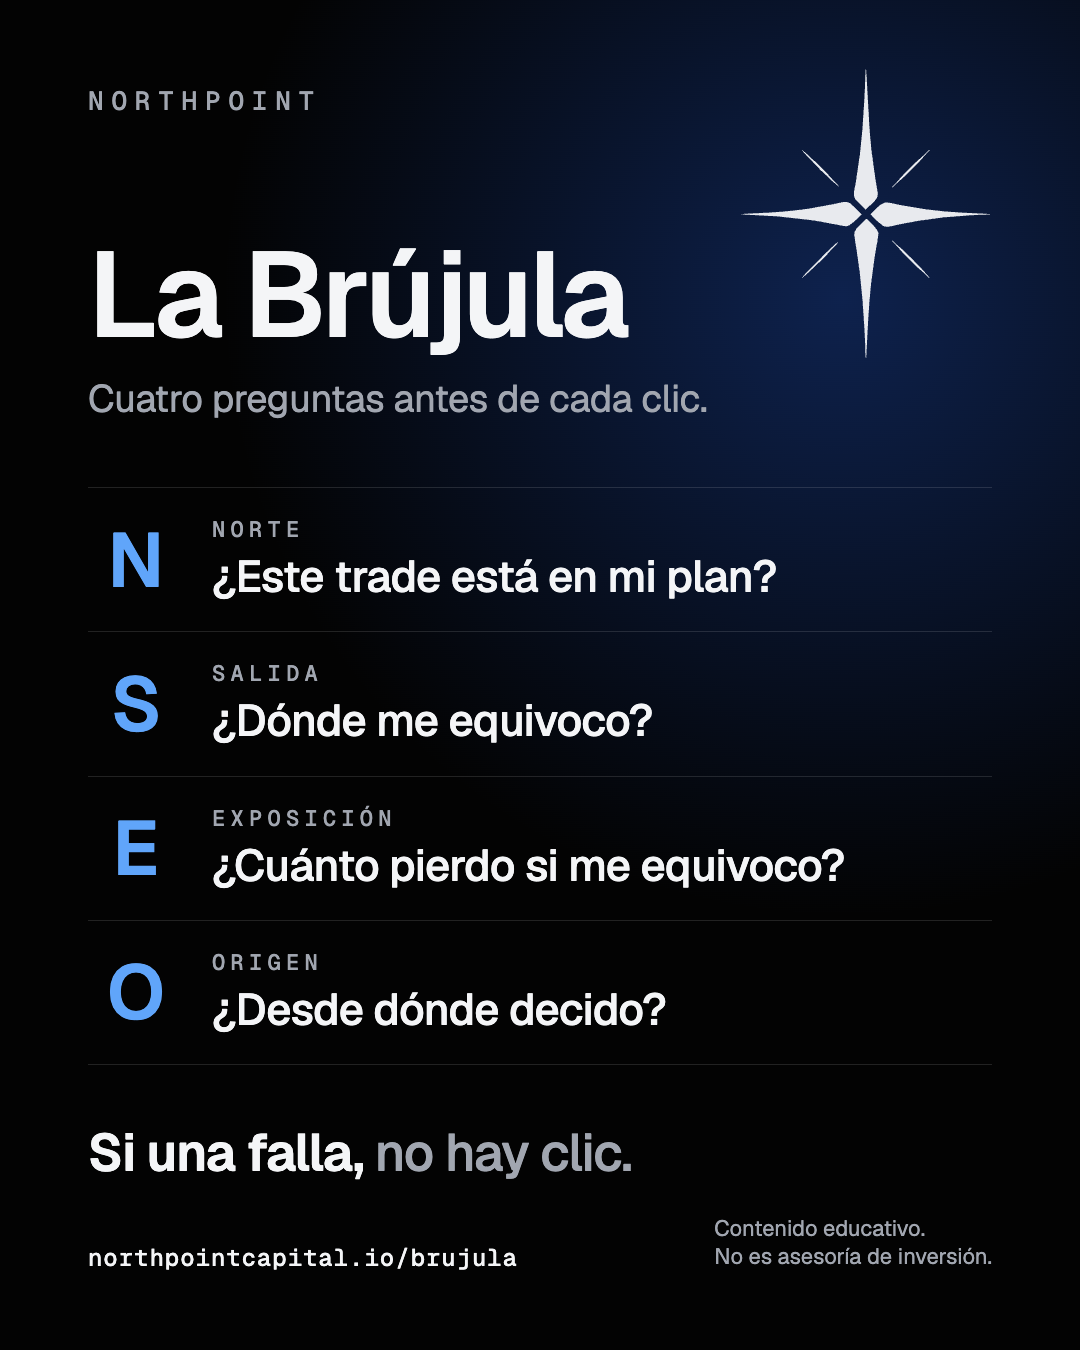 NORTHPOINT
La Brújula
Cuatro preguntas antes de cada clic.
N
NORTE
¿Este trade está en mi plan?
S
SALIDA
¿Dónde me equivoco?
E
EXPOSICIÓN
¿Cuánto pierdo si me equivoco?
O
ORIGEN
¿Desde dónde decido?
Si una falla, no hay clic.
northpointcapital.io/brujula
Contenido educativo.
No es asesoría de inversión.